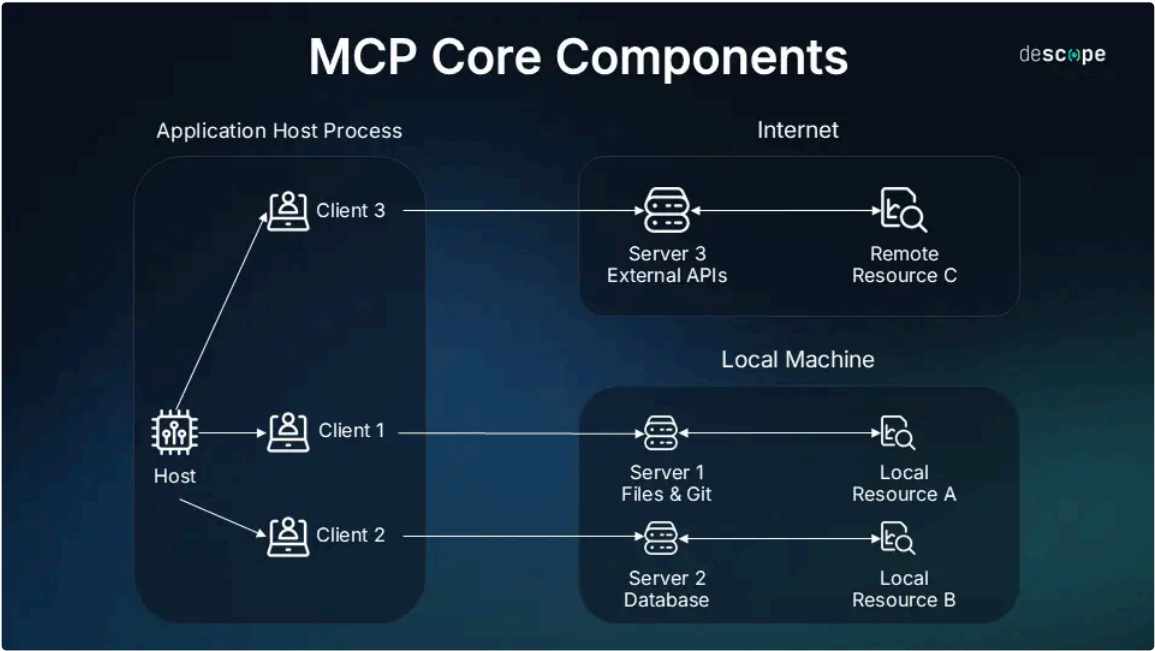 MCP Core Components
descope
Application Host Process
Internet
Client 3
Server 3
External APIs
Remote
Resource C
Local Machine
Host
Client 1
Server 1
Files & Git
Local
Resource A
Client 2
Server 2
Database
Local
Resource B